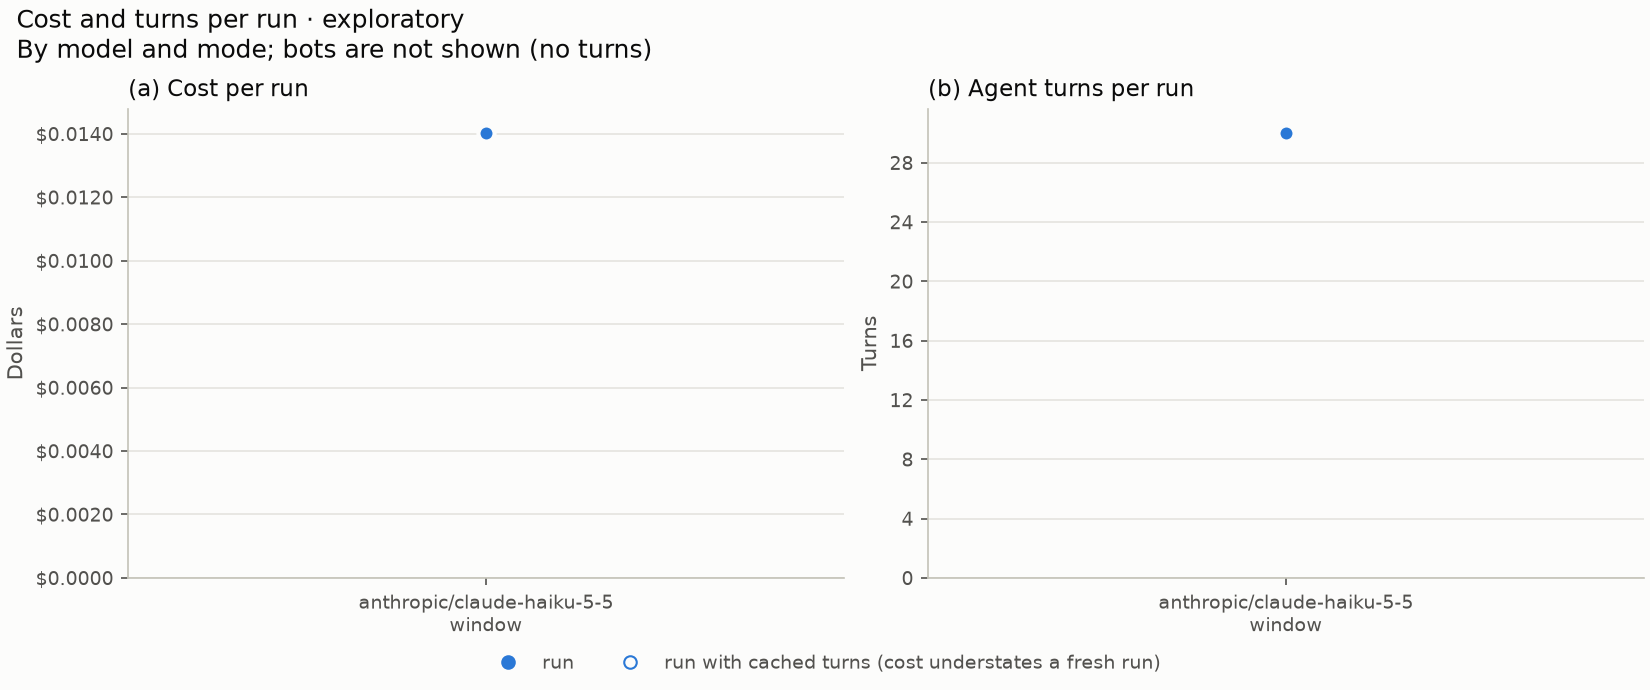 Cost and turns per run · exploratory
By model and mode; bots are not shown (no turns)
(a) Cost per run
$0.0140
$0.0120
$0.0100
$0.0080
$0.0060
$0.0040
$0.0020
$0.0000
Dollars
anthropic/claude-haiku-5-5
window
(b) Agent turns per run
28
24
20
16
12
8
4
0
Turns
anthropic/claude-haiku-5-5
window
run
run with cached turns (cost understates a fresh run)